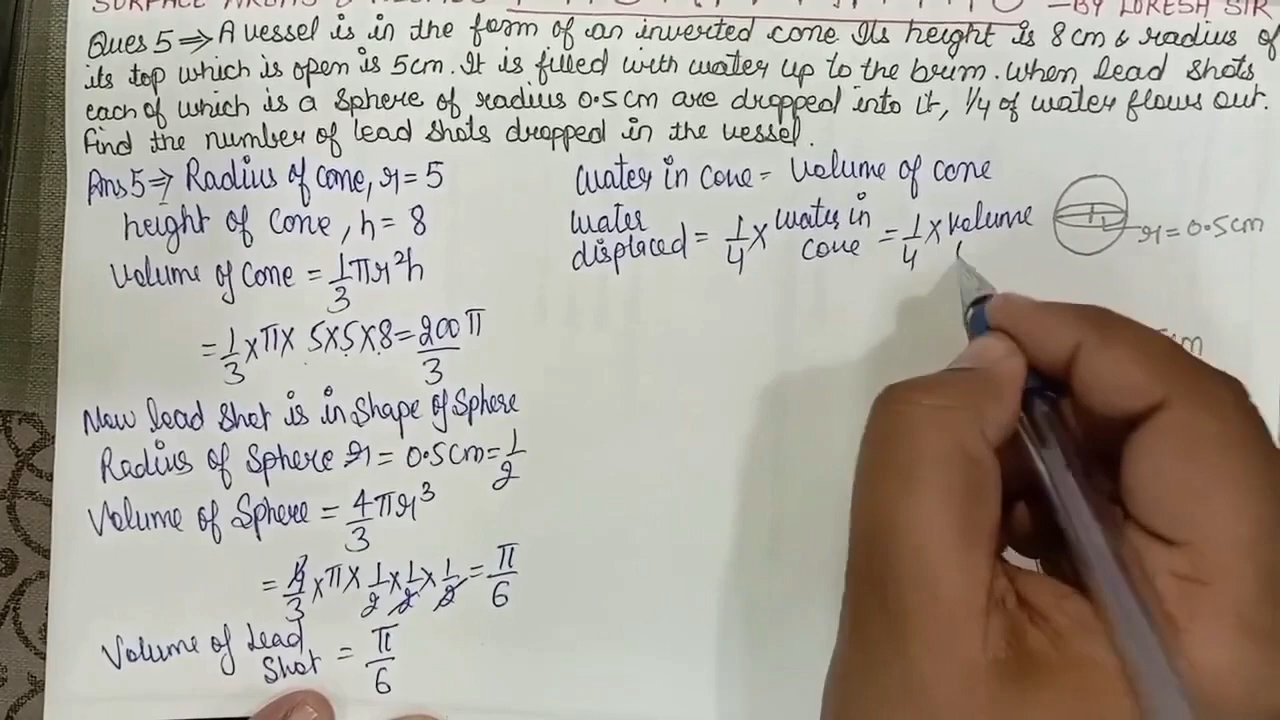 —BY LOKESH SIR
Ques 5 ⇒ A vessel is in the form of an inverted cone. Its height is 8 cm & radius of
its top which is open is 5cm. It is filled with water up to the brim. When lead shots
each of which is a sphere of radius 0.5 cm are dropped into it, 1/4 of water flows out.
Find the number of lead shots dropped in the vessel.
Ans 5 ⇒ Radius of cone, r = 5
height of cone, h = 8
Volume of Cone = 1/3 πr²h
= 1/3 × π × 5×5×8 = 200/3 π
Now lead shot is in shape of sphere
Radius of sphere r = 0.5cm = 1/2
Volume of Sphere = 4/3 πr³
= 4/3 × π × 1/2 × 1/2 × 1/2 = π/6
Volume of Lead Shot = π/6
Water in cone = Volume of cone
Water displaced = 1/4 × Water in cone = 1/4 × volume
r = 0.5cm